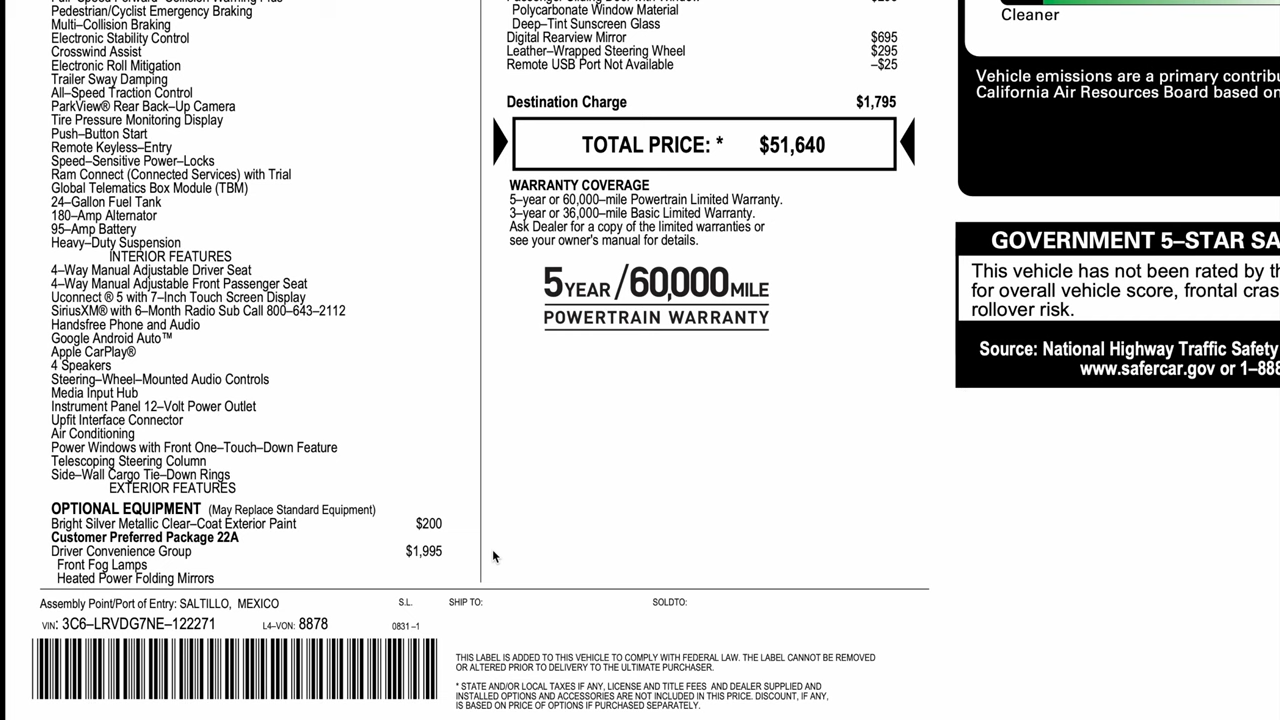 Pedestrian/Cyclist Emergency Braking
Multi–Collision Braking
Electronic Stability Control
Crosswind Assist
Electronic Roll Mitigation
Trailer Sway Damping
All–Speed Traction Control
ParkView® Rear Back–Up Camera
Tire Pressure Monitoring Display
Push–Button Start
Remote Keyless–Entry
Speed–Sensitive Power–Locks
Ram Connect (Connected Services) with Trial
Global Telematics Box Module (TBM)
24–Gallon Fuel Tank
180–Amp Alternator
95–Amp Battery
Heavy–Duty Suspension
INTERIOR FEATURES
4–Way Manual Adjustable Driver Seat
4–Way Manual Adjustable Front Passenger Seat
Uconnect ® 5 with 7–Inch Touch Screen Display
SiriusXM® with 6–Month Radio Sub Call 800–643–2112
Handsfree Phone and Audio
Google Android Auto™
Apple CarPlay®
4 Speakers
Steering–Wheel–Mounted Audio Controls
Media Input Hub
Instrument Panel 12–Volt Power Outlet
Upfit Interface Connector
Air Conditioning
Power Windows with Front One–Touch–Down Feature
Telescoping Steering Column
Side–Wall Cargo Tie–Down Rings
EXTERIOR FEATURES
OPTIONAL EQUIPMENT (May Replace Standard Equipment)
Bright Silver Metallic Clear–Coat Exterior Paint $200
Customer Preferred Package 22A
Driver Convenience Group $1,995
Front Fog Lamps
Heated Power Folding Mirrors
Polycarbonate Window Material
Deep–Tint Sunscreen Glass
Digital Rearview Mirror $695
Leather–Wrapped Steering Wheel $295
Remote USB Port Not Available –$25
Destination Charge $1,795
TOTAL PRICE: * $51,640
WARRANTY COVERAGE
5–year or 60,000–mile Powertrain Limited Warranty.
3–year or 36,000–mile Basic Limited Warranty.
Ask Dealer for a copy of the limited warranties or
see your owner's manual for details.
5 YEAR / 60,000 MILE
POWERTRAIN WARRANTY
Cleaner
Vehicle emissions are a primary contribu
California Air Resources Board based on
GOVERNMENT 5–STAR SA
This vehicle has not been rated by th
for overall vehicle score, frontal cras
rollover risk.
Source: National Highway Traffic Safety
www.safercar.gov or 1–888
Assembly Point/Port of Entry: SALTILLO, MEXICO
S.L. SHIP TO: SOLDTO:
VIN: 3C6–LRVDG7NE–122271 L4–VON: 8878 0831 –1
THIS LABEL IS ADDED TO THIS VEHICLE TO COMPLY WITH FEDERAL LAW. THE LABEL CANNOT BE REMOVED
OR ALTERED PRIOR TO DELIVERY TO THE ULTIMATE PURCHASER.
* STATE AND/OR LOCAL TAXES IF ANY, LICENSE AND TITLE FEES AND DEALER SUPPLIED AND
INSTALLED OPTIONS AND ACCESSORIES ARE NOT INCLUDED IN THIS PRICE. DISCOUNT, IF ANY,
IS BASED ON PRICE OF OPTIONS IF PURCHASED SEPARATELY.